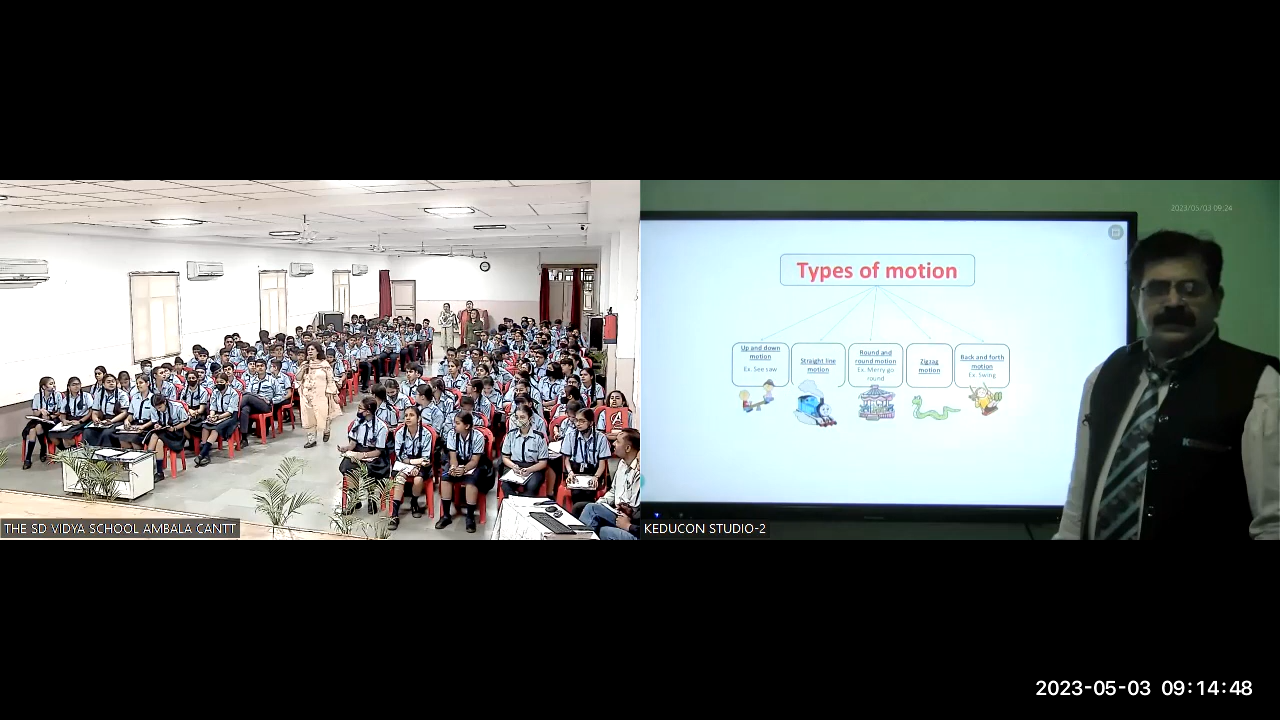 2023/05/03 09:24
Types of motion
Up and down
motion
Ex. See saw
Straight line
motion
Round and
round motion
Ex. Merry go
round
Zigzag
motion
Back and forth
motion
Ex. Swing
THE SD VIDYA SCHOOL AMBALA CANTT
KEDUCON STUDIO-2
2023-05-03 09:14:48